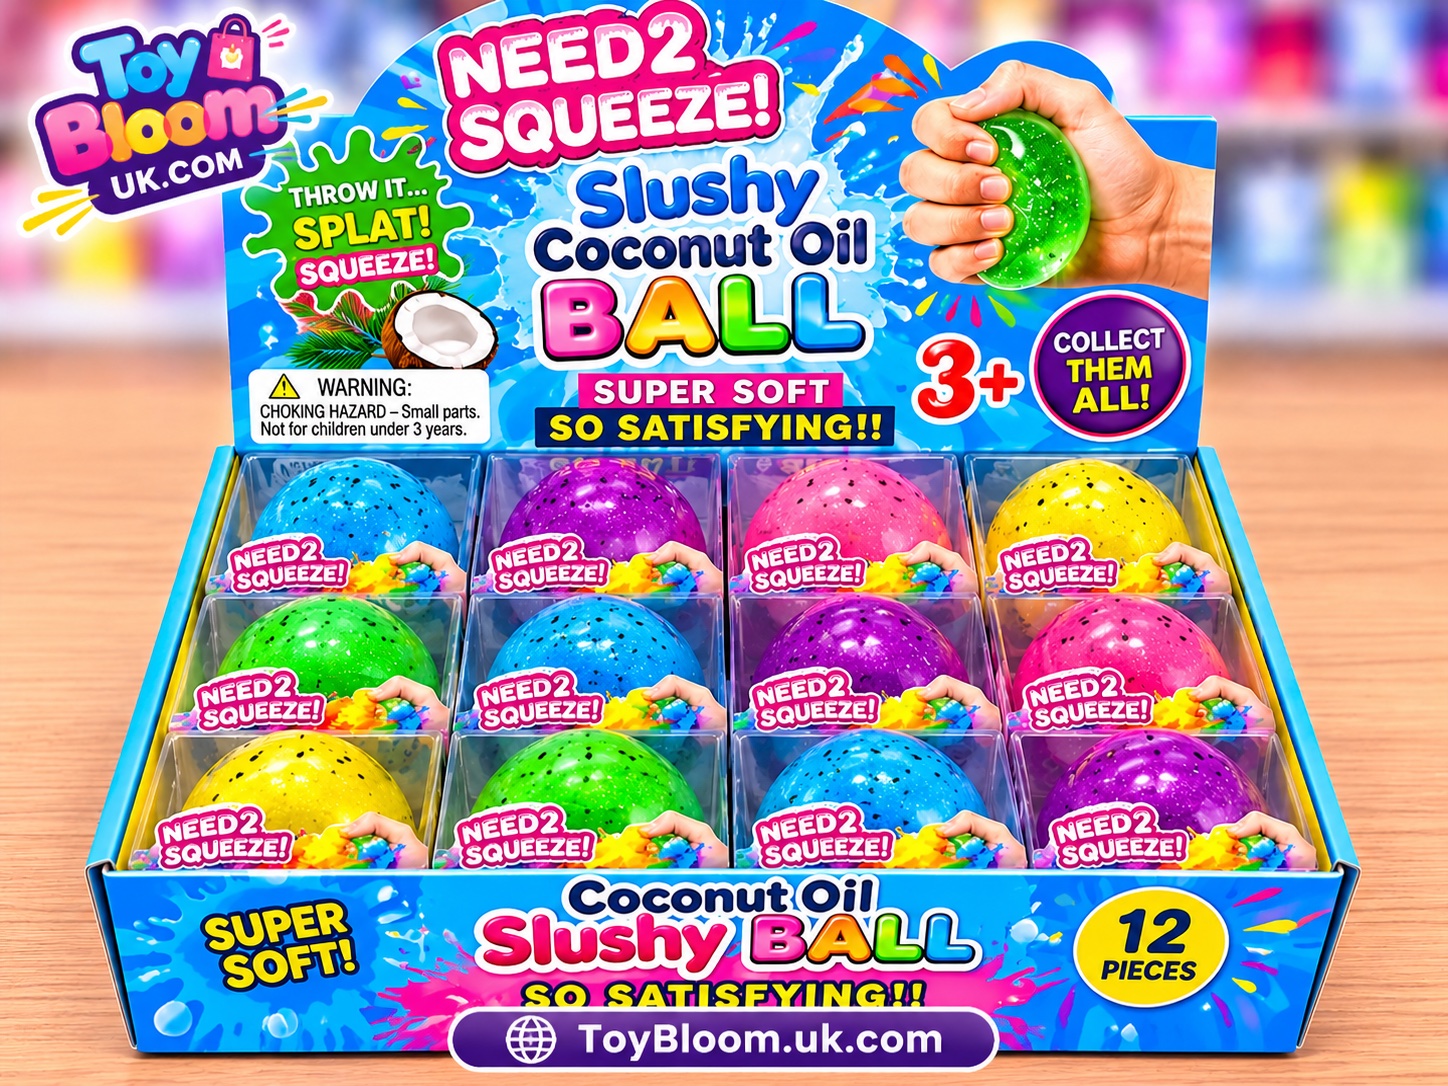 Toy
Bloom
UK.COM
NEED2
SQUEEZE!
THROW IT...
SPLAT!
SQUEEZE!
Slushy
Coconut Oil
BALL
SUPER SOFT
SO SATISFYING!!
WARNING:
CHOKING HAZARD – Small parts.
Not for children under 3 years.
3+
COLLECT
THEM
ALL!
NEED2
SQUEEZE!
NEED2
SQUEEZE!
NEED2
SQUEEZE!
NEED2
SQUEEZE!
NEED2
SQUEEZE!
NEED2
SQUEEZE!
NEED2
SQUEEZE!
NEED2
SQUEEZE!
NEED2
SQUEEZE!
NEED2
SQUEEZE!
NEED2
SQUEEZE!
NEED2
SQUEEZE!
SUPER
SOFT!
Coconut Oil
Slushy BALL
SO SATISFYING!!
12
PIECES
ToyBloom.uk.com